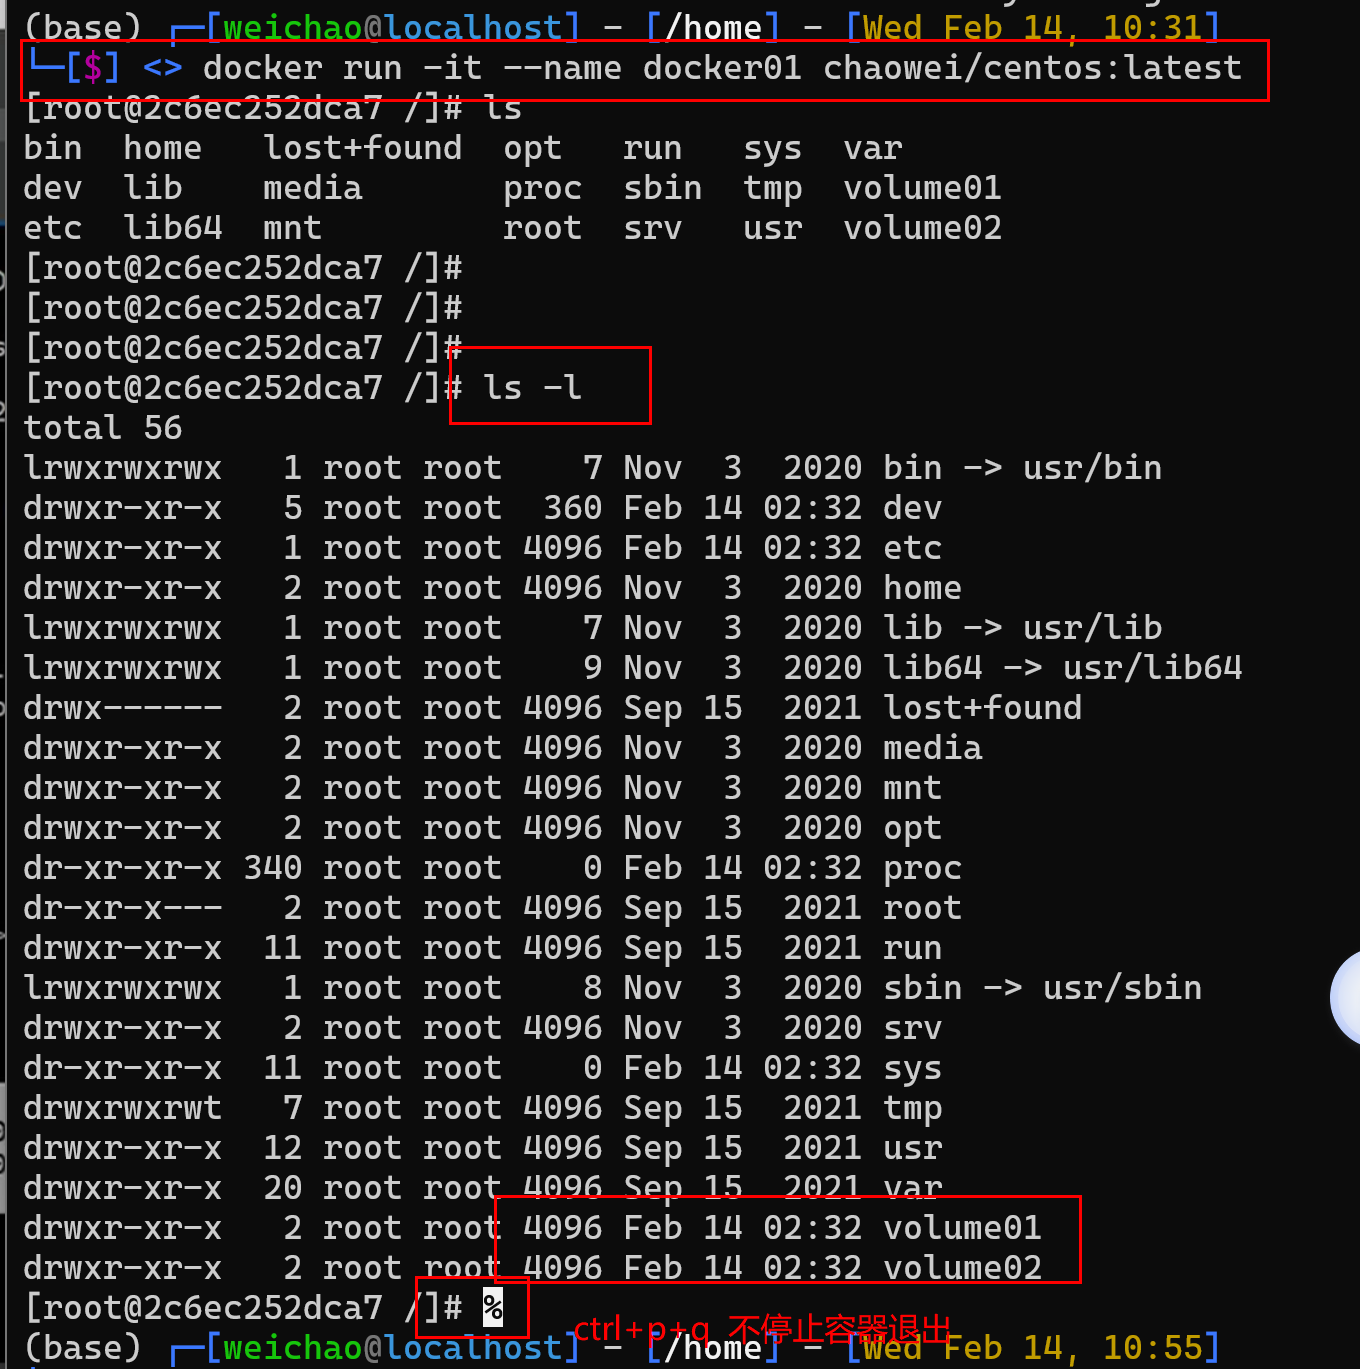 (base) ┌─[weichao@localhost] - [/home] - [Wed Feb 14, 10:31]
└─[$] <> docker run -it --name docker01 chaowei/centos:latest
[root@2c6ec252dca7 /]# ls
bin  home   lost+found  opt   run   sys  var
dev  lib    media       proc  sbin  tmp  volume01
etc  lib64  mnt         root  srv   usr  volume02
[root@2c6ec252dca7 /]#
[root@2c6ec252dca7 /]#
[root@2c6ec252dca7 /]#
[root@2c6ec252dca7 /]# ls -l
total 56
lrwxrwxrwx   1 root root    7 Nov  3  2020 bin -> usr/bin
drwxr-xr-x   5 root root  360 Feb 14 02:32 dev
drwxr-xr-x   1 root root 4096 Feb 14 02:32 etc
drwxr-xr-x   2 root root 4096 Nov  3  2020 home
lrwxrwxrwx   1 root root    7 Nov  3  2020 lib -> usr/lib
lrwxrwxrwx   1 root root    9 Nov  3  2020 lib64 -> usr/lib64
drwx------   2 root root 4096 Sep 15  2021 lost+found
drwxr-xr-x   2 root root 4096 Nov  3  2020 media
drwxr-xr-x   2 root root 4096 Nov  3  2020 mnt
drwxr-xr-x   2 root root 4096 Nov  3  2020 opt
dr-xr-xr-x 340 root root    0 Feb 14 02:32 proc
dr-xr-x---   2 root root 4096 Sep 15  2021 root
drwxr-xr-x  11 root root 4096 Sep 15  2021 run
lrwxrwxrwx   1 root root    8 Nov  3  2020 sbin -> usr/sbin
drwxr-xr-x   2 root root 4096 Nov  3  2020 srv
dr-xr-xr-x  11 root root    0 Feb 14 02:32 sys
drwxrwxrwt   7 root root 4096 Sep 15  2021 tmp
drwxr-xr-x  12 root root 4096 Sep 15  2021 usr
drwxr-xr-x  20 root root 4096 Sep 15  2021 var
drwxr-xr-x   2 root root 4096 Feb 14 02:32 volume01
drwxr-xr-x   2 root root 4096 Feb 14 02:32 volume02
[root@2c6ec252dca7 /]# %
ctrl+p+q 不停止容器退出
(base) ┌─[weichao@localhost] - [/home] - [Wed Feb 14, 10:55]